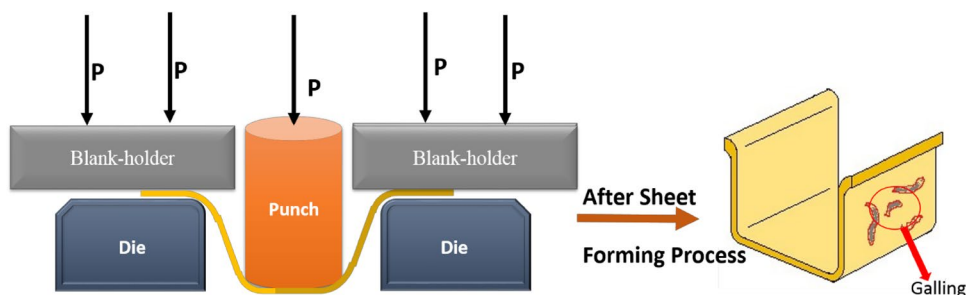 P
P
P
P
P
Blank-holder
Blank-holder
Punch
Die
Die
After Sheet
Forming Process
Galling